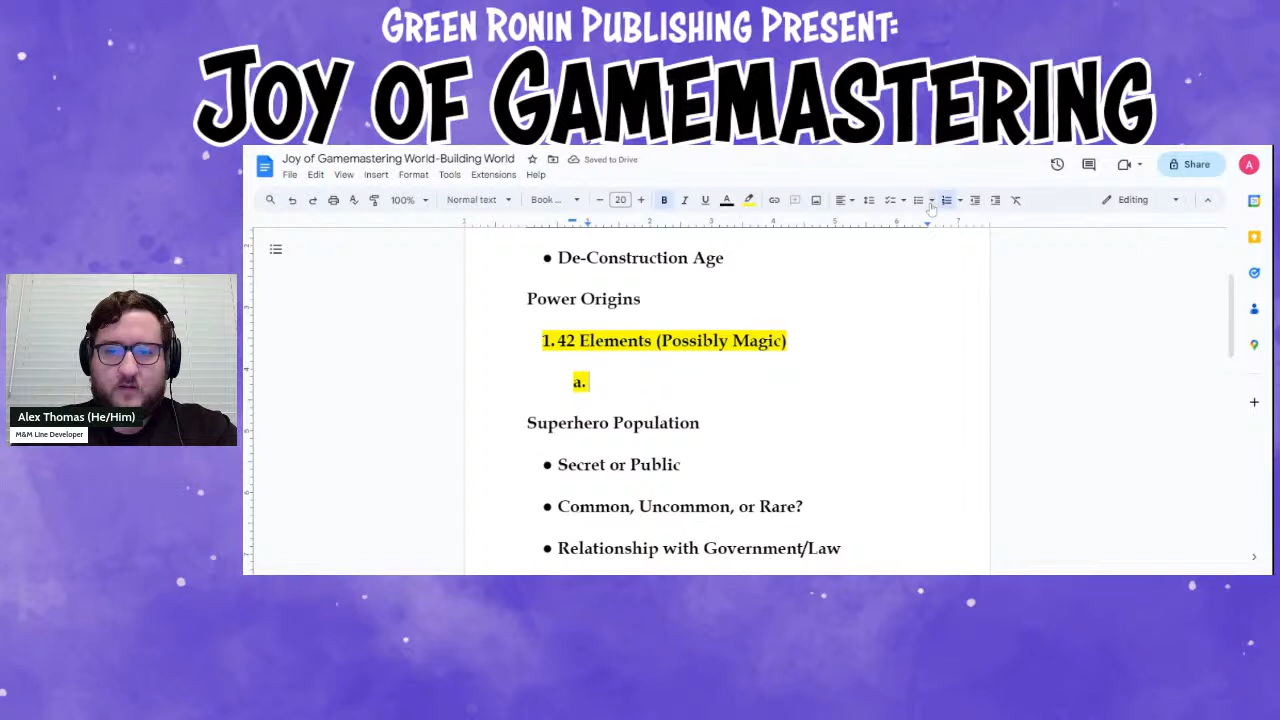 Green Ronin Publishing Present:
Joy of Gamemastering
Joy of Gamemastering World-Building World
Saved to Drive
File Edit View Insert Format Tools Extensions Help
Share
A
100%
Normal text
Book ...
20
Editing
● De-Construction Age
Power Origins
1. 42 Elements (Possibly Magic)
a.
Superhero Population
● Secret or Public
● Common, Uncommon, or Rare?
● Relationship with Government/Law
Alex Thomas (He/Him)
M&M Line Developer